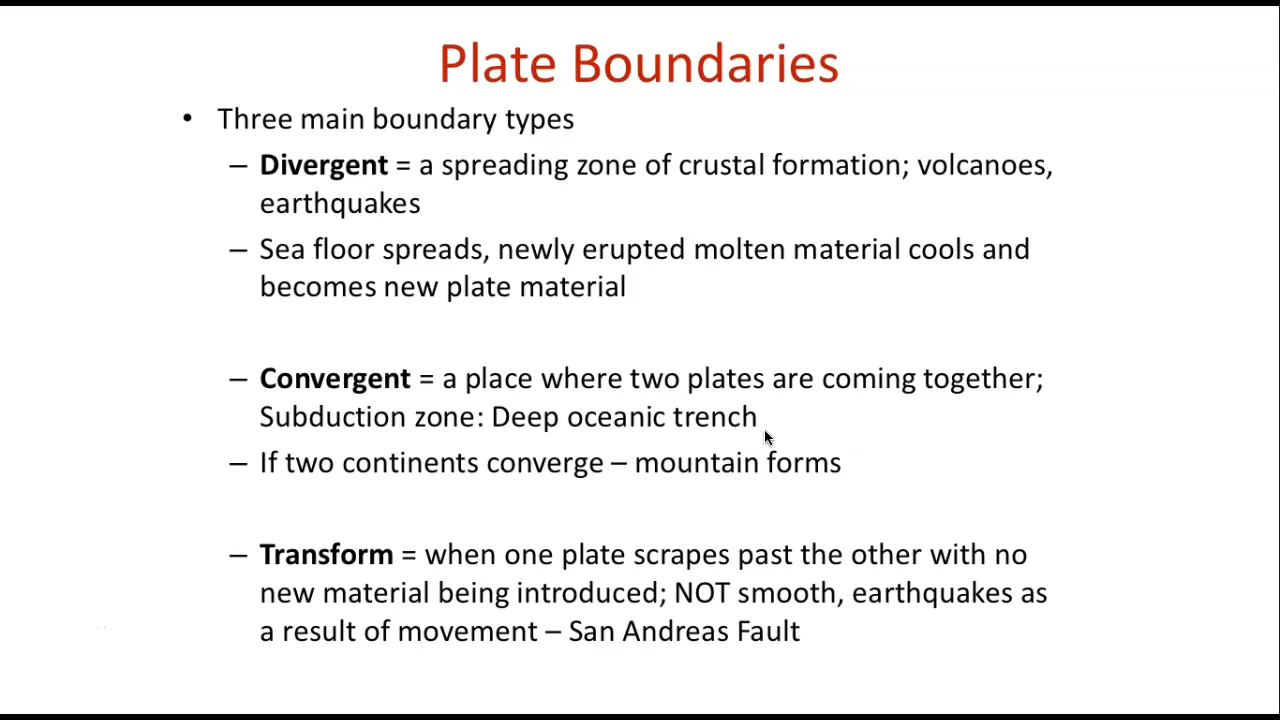 Plate Boundaries
• Three main boundary types
– Divergent = a spreading zone of crustal formation; volcanoes,
earthquakes
– Sea floor spreads, newly erupted molten material cools and
becomes new plate material
– Convergent = a place where two plates are coming together;
Subduction zone: Deep oceanic trench
– If two continents converge – mountain forms
– Transform = when one plate scrapes past the other with no
new material being introduced; NOT smooth, earthquakes as
a result of movement – San Andreas Fault